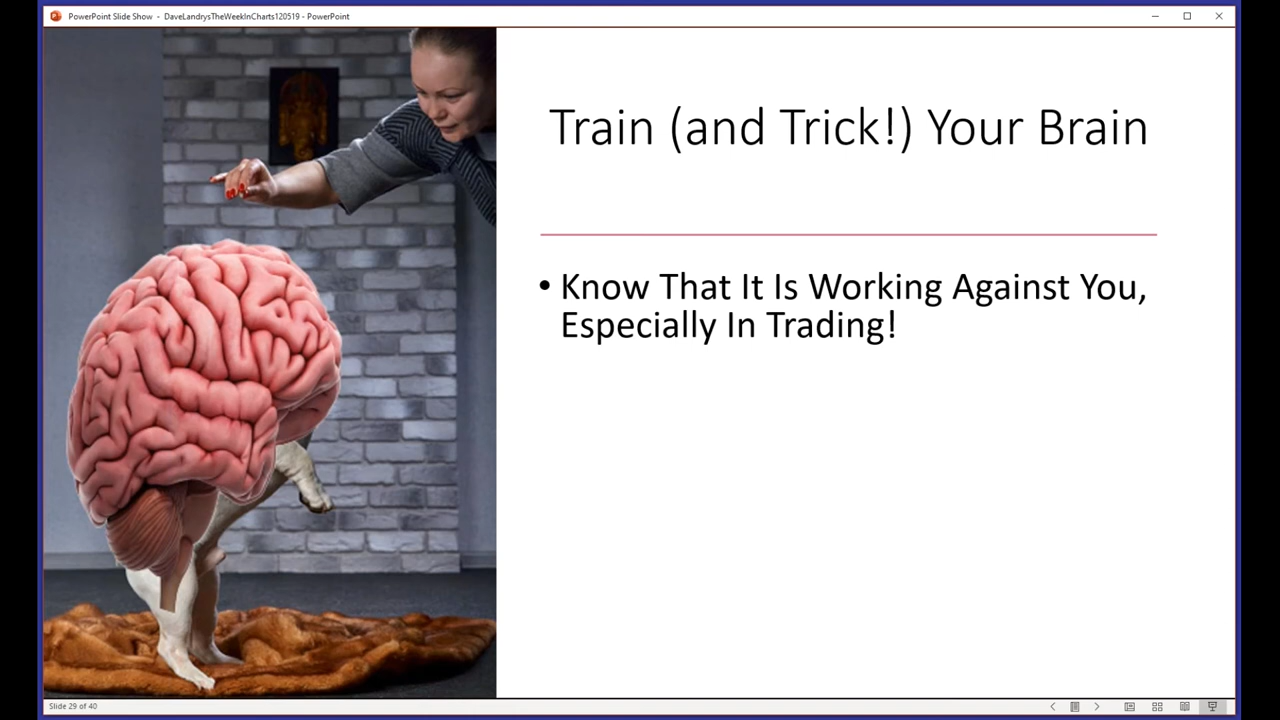 PowerPoint Slide Show - DaveLandrysTheWeekInCharts120519 - PowerPoint
Train (and Trick!) Your Brain
• Know That It Is Working Against You,
Especially In Trading!
Slide 29 of 40